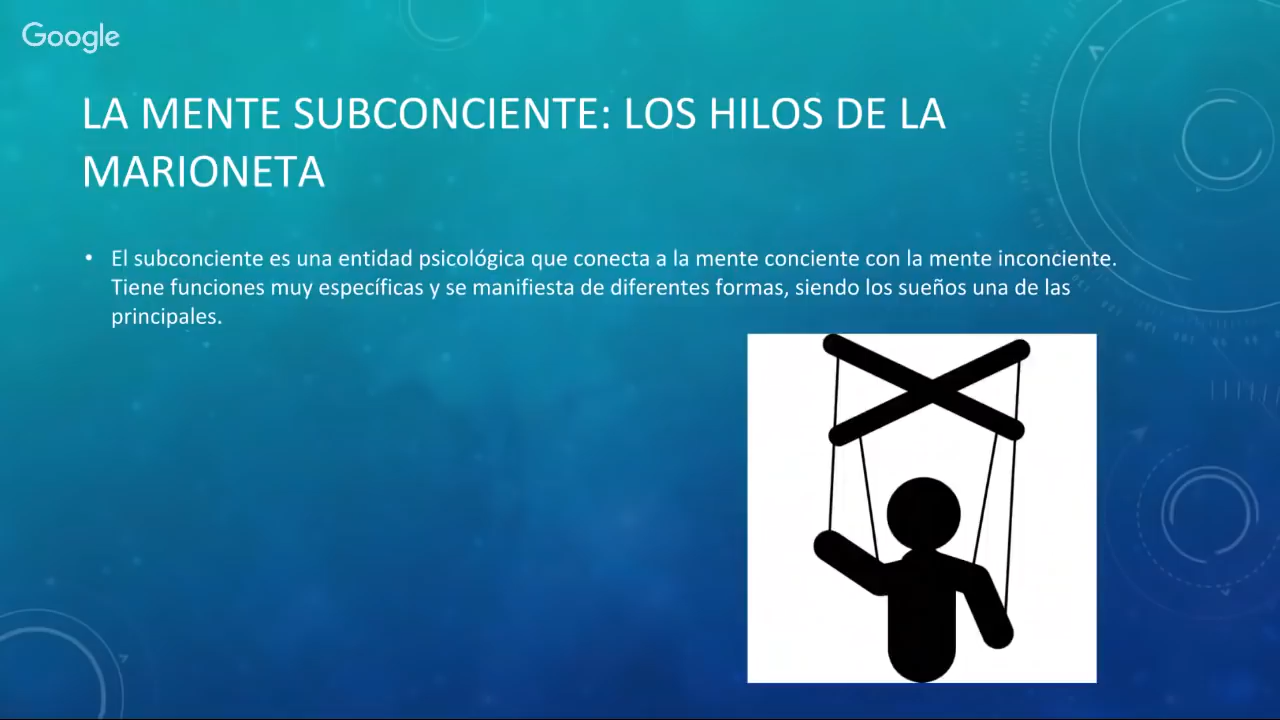 Google
LA MENTE SUBCONCIENTE: LOS HILOS DE LA
MARIONETA
• El subconciente es una entidad psicológica que conecta a la mente conciente con la mente inconciente.
Tiene funciones muy específicas y se manifiesta de diferentes formas, siendo los sueños una de las
principales.